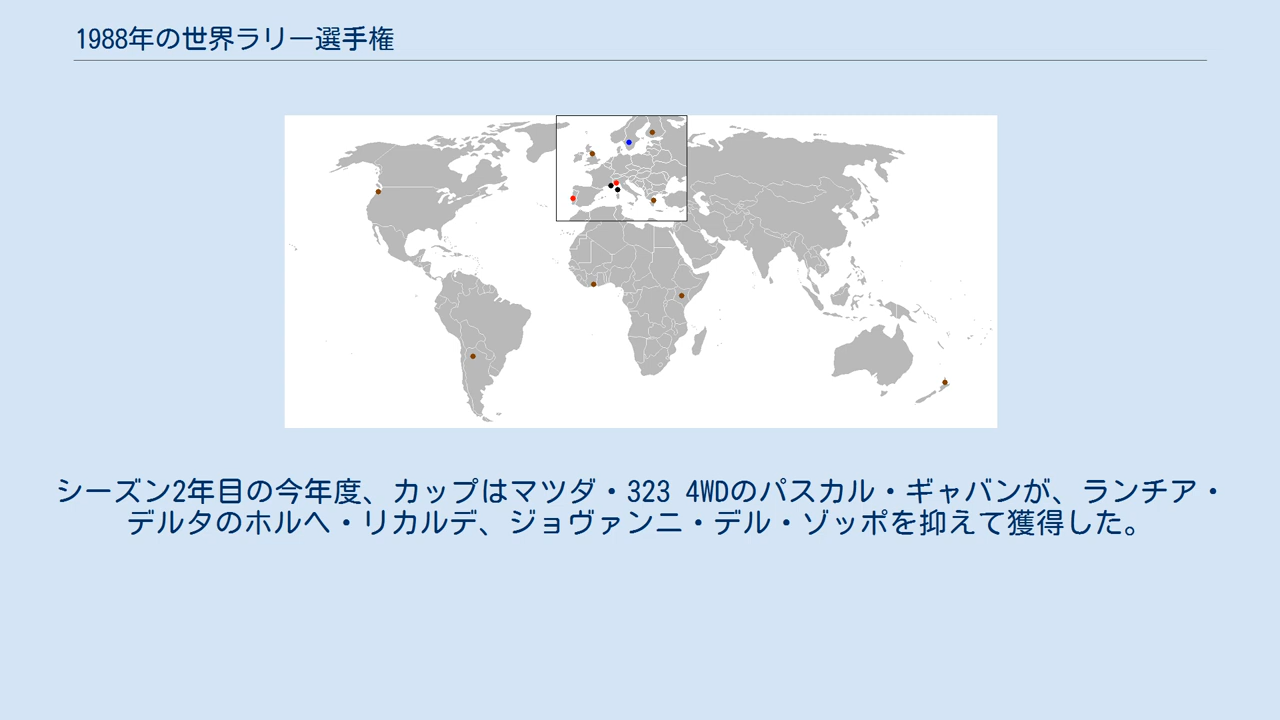 1988年の世界ラリー選手権
シーズン2年目の今年度、カップはマツダ・323 4WDのパスカル・ギャバンが、ランチア・
デルタのホルヘ・リカルデ、ジョヴァンニ・デル・ゾッポを抑えて獲得した。